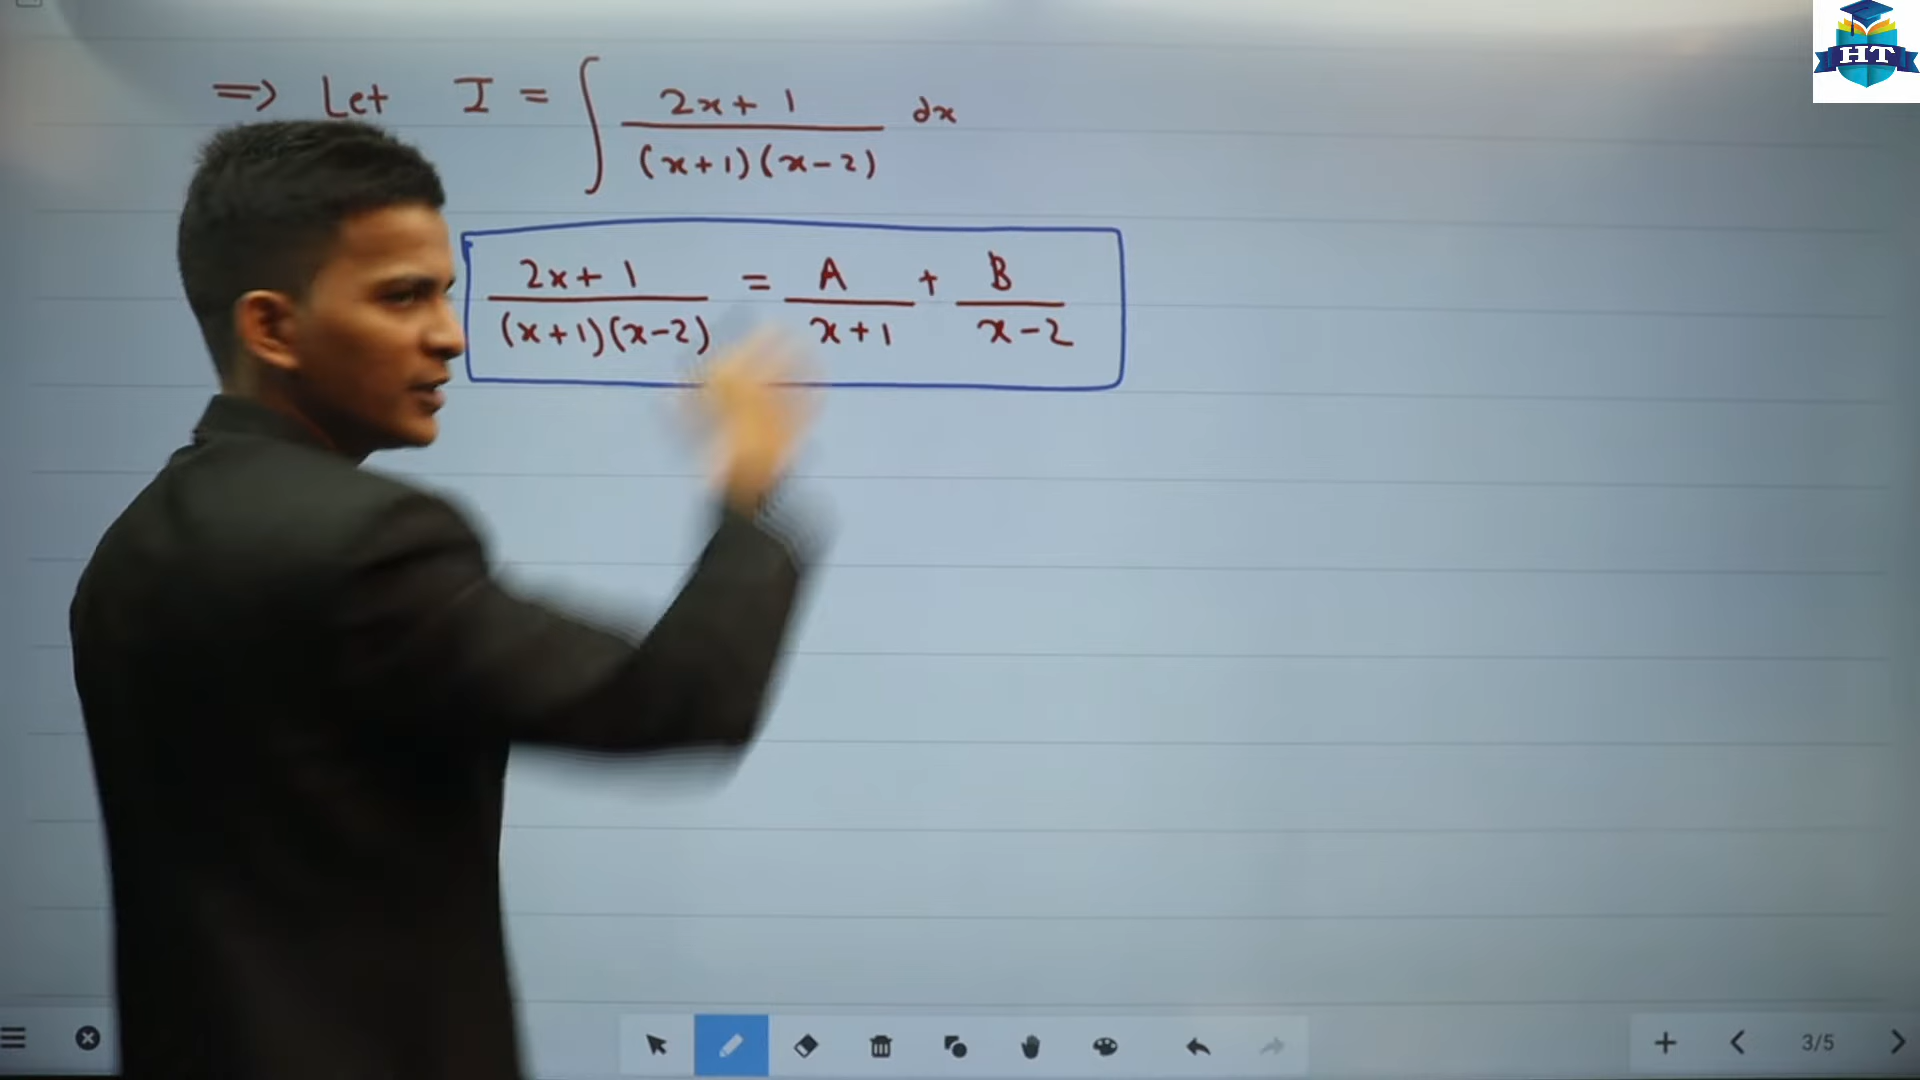 ⇒ Let I = ∫ (2x + 1)/((x+1)(x-2)) dx
(2x + 1)/((x+1)(x-2)) = A/(x+1) + B/(x-2)
HT
3/5